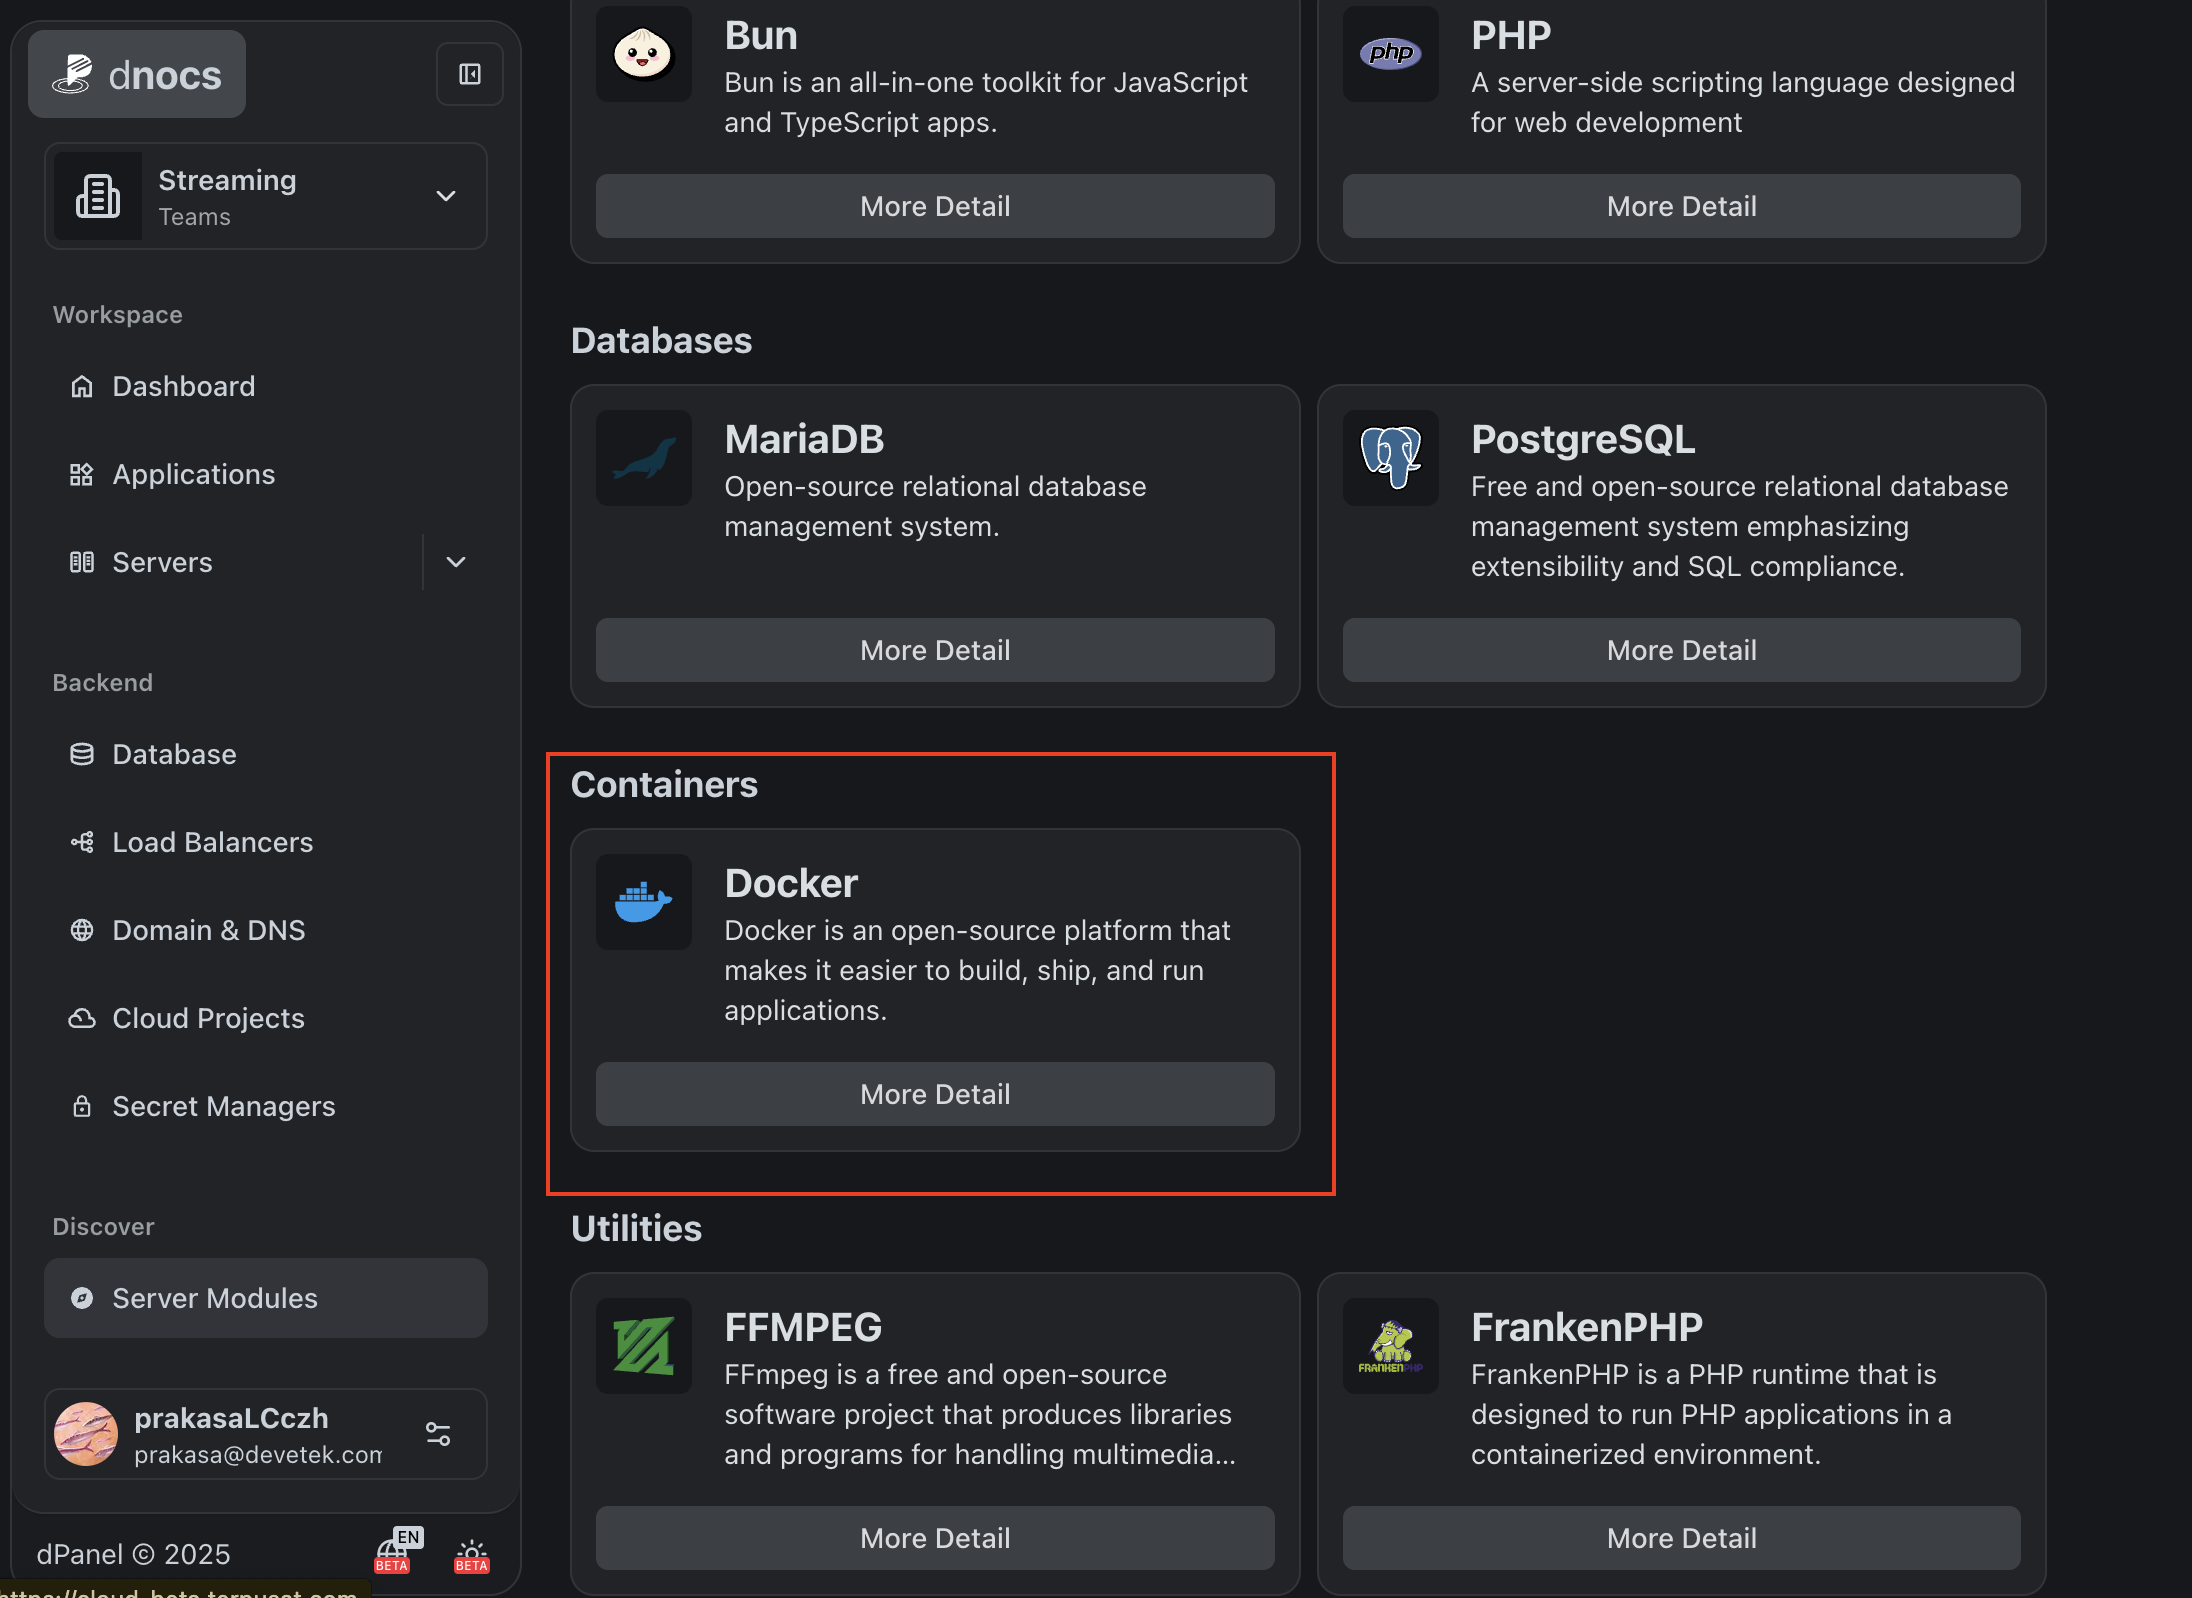 dnocs
Streaming
Teams
Workspace
Dashboard
Applications
Servers
Backend
Database
Load Balancers
Domain & DNS
Cloud Projects
Secret Managers
Discover
Server Modules
prakasaLCczh
prakasa@devetek.com
dPanel © 2025
EN
BETA
BETA
Bun
Bun is an all-in-one toolkit for JavaScript
and TypeScript apps.
More Detail
php
PHP
A server-side scripting language designed
for web development
More Detail
Databases
MariaDB
Open-source relational database
management system.
More Detail
PostgreSQL
Free and open-source relational database
management system emphasizing
extensibility and SQL compliance.
More Detail
Containers
Docker
Docker is an open-source platform that
makes it easier to build, ship, and run
applications.
More Detail
Utilities
FFMPEG
FFmpeg is a free and open-source
software project that produces libraries
and programs for handling multimedia...
More Detail
FRANKENPHP
FrankenPHP
FrankenPHP is a PHP runtime that is
designed to run PHP applications in a
containerized environment.
More Detail